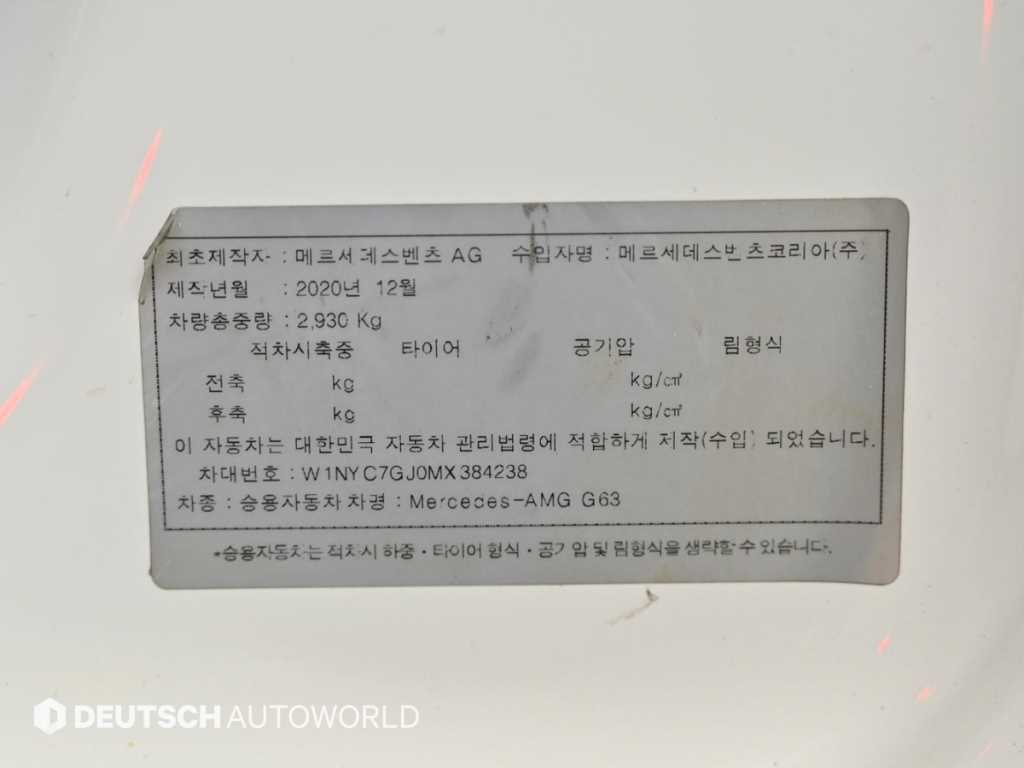 최초제작자 : 메르세데스벤츠 AG 수입자명 : 메르세데스벤츠코리아(주)
제작년월 : 2020년 12월
차량총중량 : 2,930 Kg
적차시축중 타이어 공기압 림형식
전축 kg kg/㎠
후축 kg kg/㎠
이 자동차는 대한민국 자동차 관리법령에 적합하게 제작(수입) 되었습니다.
차대번호 : W1NYC7GJ0MX384238
차종 : 승용자동차 차명 : Mercedes-AMG G63
*승용자동차는 적차시 하중·타이어 형식·공기압 및 림형식을 생략할 수 있습니다.
DEUTSCH AUTOWORLD